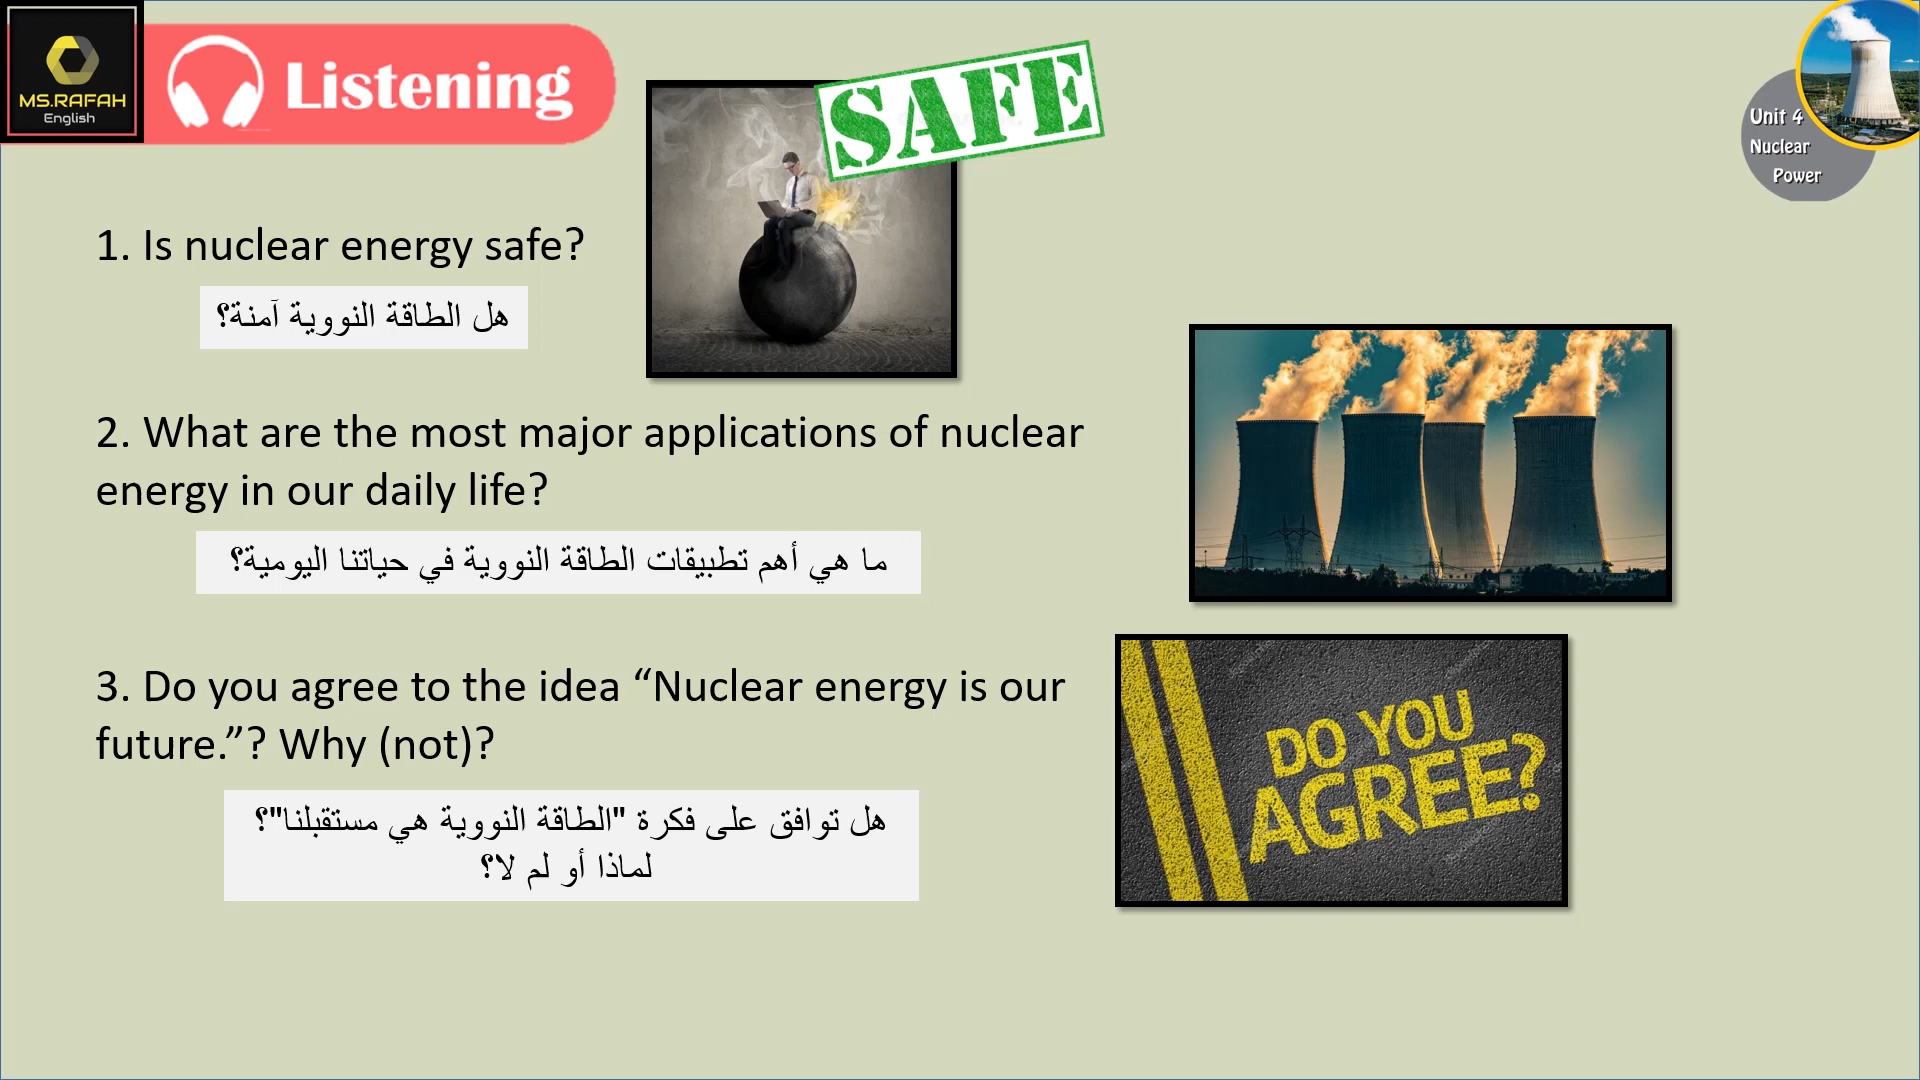 MS.RAFAH
English
Listening
SAFE
Unit 4
Nuclear
Power
1. Is nuclear energy safe?
هل الطاقة النووية آمنة؟
2. What are the most major applications of nuclear
energy in our daily life?
ما هي أهم تطبيقات الطاقة النووية في حياتنا اليومية؟
3. Do you agree to the idea “Nuclear energy is our
future.”? Why (not)?
هل توافق على فكرة "الطاقة النووية هي مستقبلنا"؟
لماذا أو لم لا؟
DO YOU
AGREE?